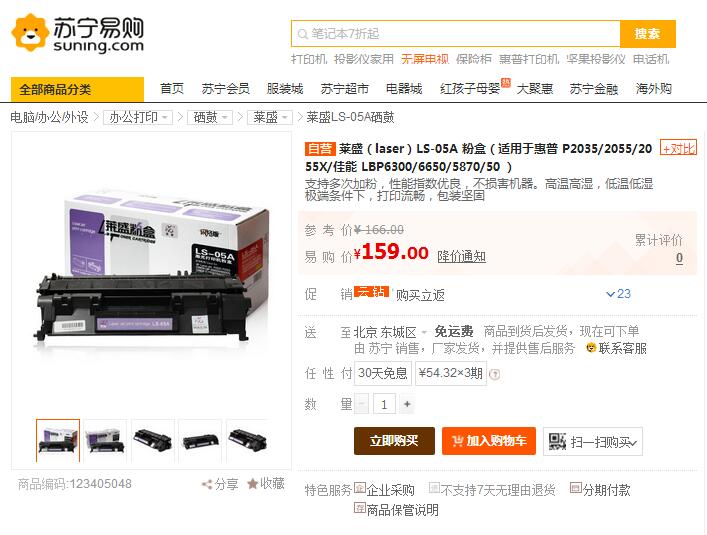 苏宁易购
suning.com
笔记本7折起
搜索
打印机 投影仪家用 无屏电视 保险柜 惠普打印机 坚果投影仪 电话机
全部商品分类
首页 苏宁会员 服装城 苏宁超市 电器城 红孩子母婴 热 大聚惠 苏宁金融 海外购
电脑/办公/外设 > 办公打印 > 硒鼓 > 莱盛 > 莱盛LS-05A硒鼓
自营 莱盛（laser）LS-05A 粉盒（适用于惠普 P2035/2055/20
55X/佳能 LBP6300/6650/5870/50 ）
+对比
支持多次加粉，性能指数优良，不损害机器。高温高湿，低温低湿
极端条件下，打印流畅，包装坚固
莱盛粉盒
LS-05A
LS-05A
参 考 价 ¥ 166.00
易 购 价 ¥159.00 降价通知
累计评价
0
促 销 云钻 购买立返
23
送 至 北京 东城区 免运费 商品到货后发货，现在可下单
由 苏宁 销售，厂家发货，并提供售后服务 联系客服
任 性 付 30天免息 ¥54.32×3期 ?
数 量 - 1 +
立即购买
加入购物车
扫一扫购买
商品编码:123405048
分享
收藏
特色服务 企业采购 不支持7天无理由退货 分期付款
商品保管说明